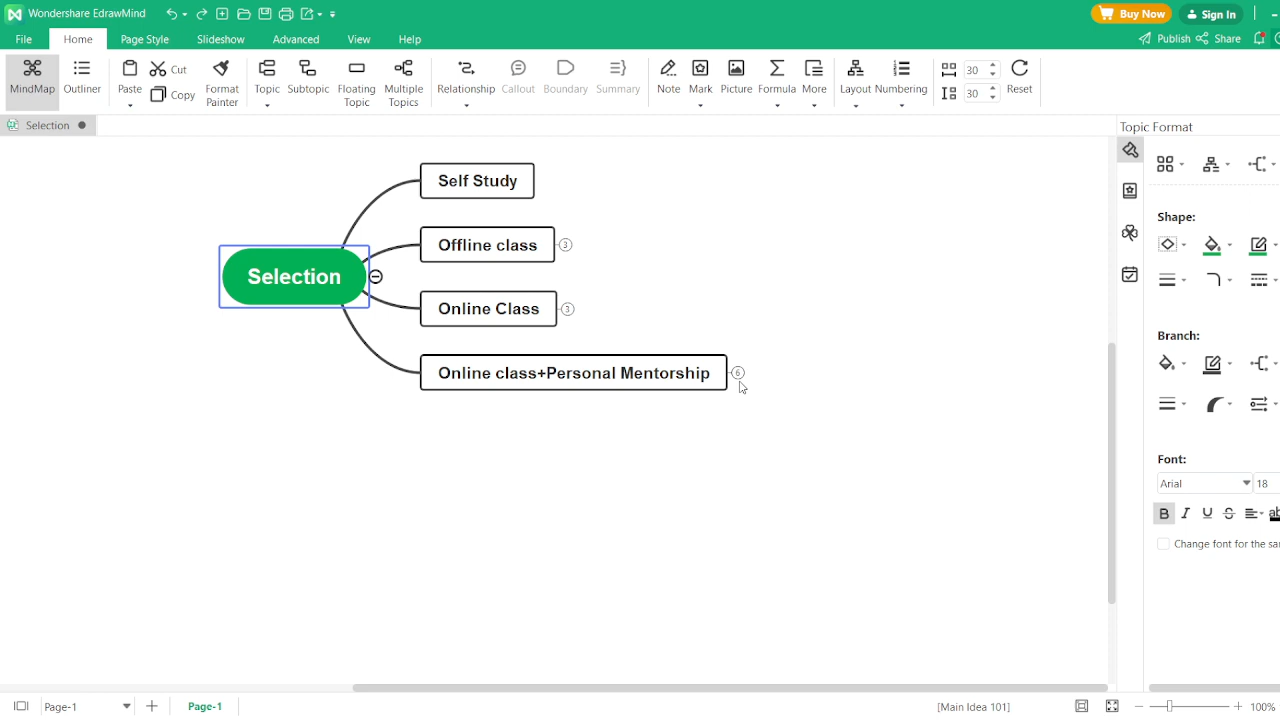 Wondershare EdrawMind
Buy Now
Sign In
File
Home
Page Style
Slideshow
Advanced
View
Help
Publish
Share
MindMap
Outliner
Paste
Cut
Copy
Format Painter
Topic
Subtopic
Floating Topic
Multiple Topics
Relationship
Callout
Boundary
Summary
Note
Mark
Picture
Formula
More
Layout
Numbering
30
30
Reset
Selection
Topic Format
Self Study
Offline class
3
Selection
Online Class
3
Online class+Personal Mentorship
6
Shape:
Branch:
Font:
Arial
18
B I U S ab
Change font for the sa
Page-1
Page-1
[Main Idea 101]
100%